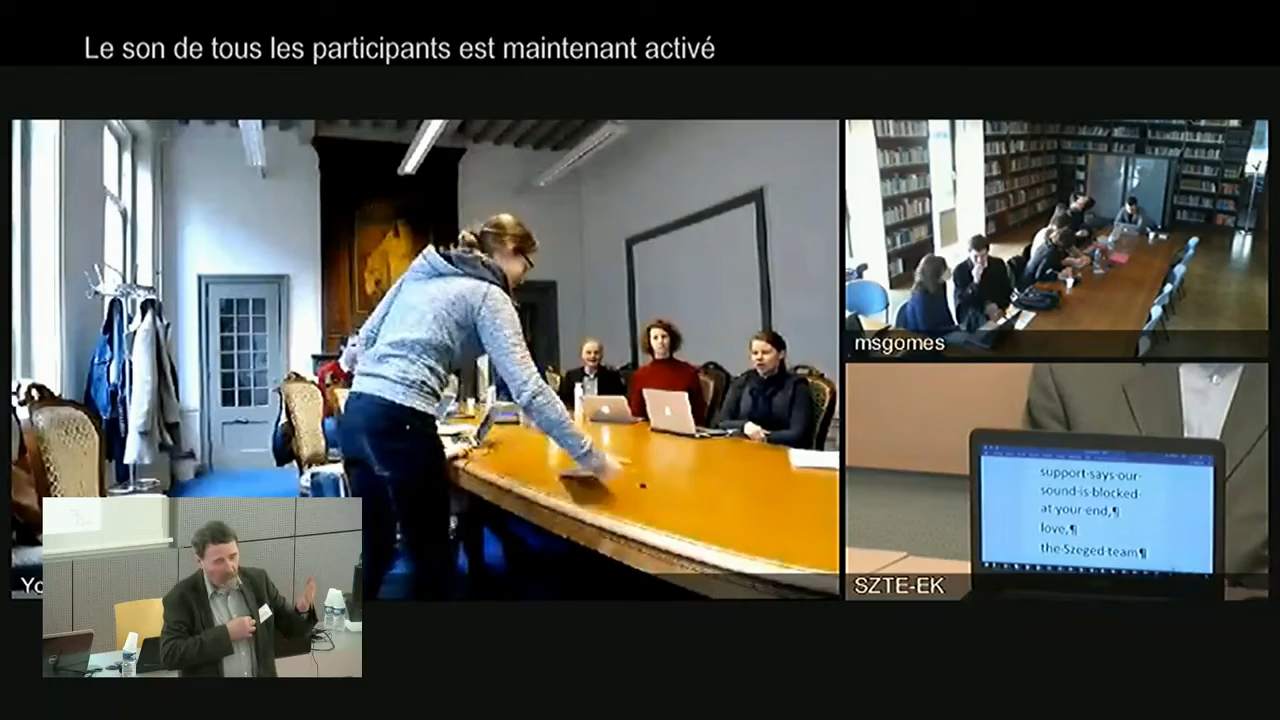 Le son de tous les participants est maintenant activé
msgomes
support·says·our·
sound·is·blocked·
at·your·end,¶
love,¶
the·Szeged·team¶
SZTE-EK
Yo